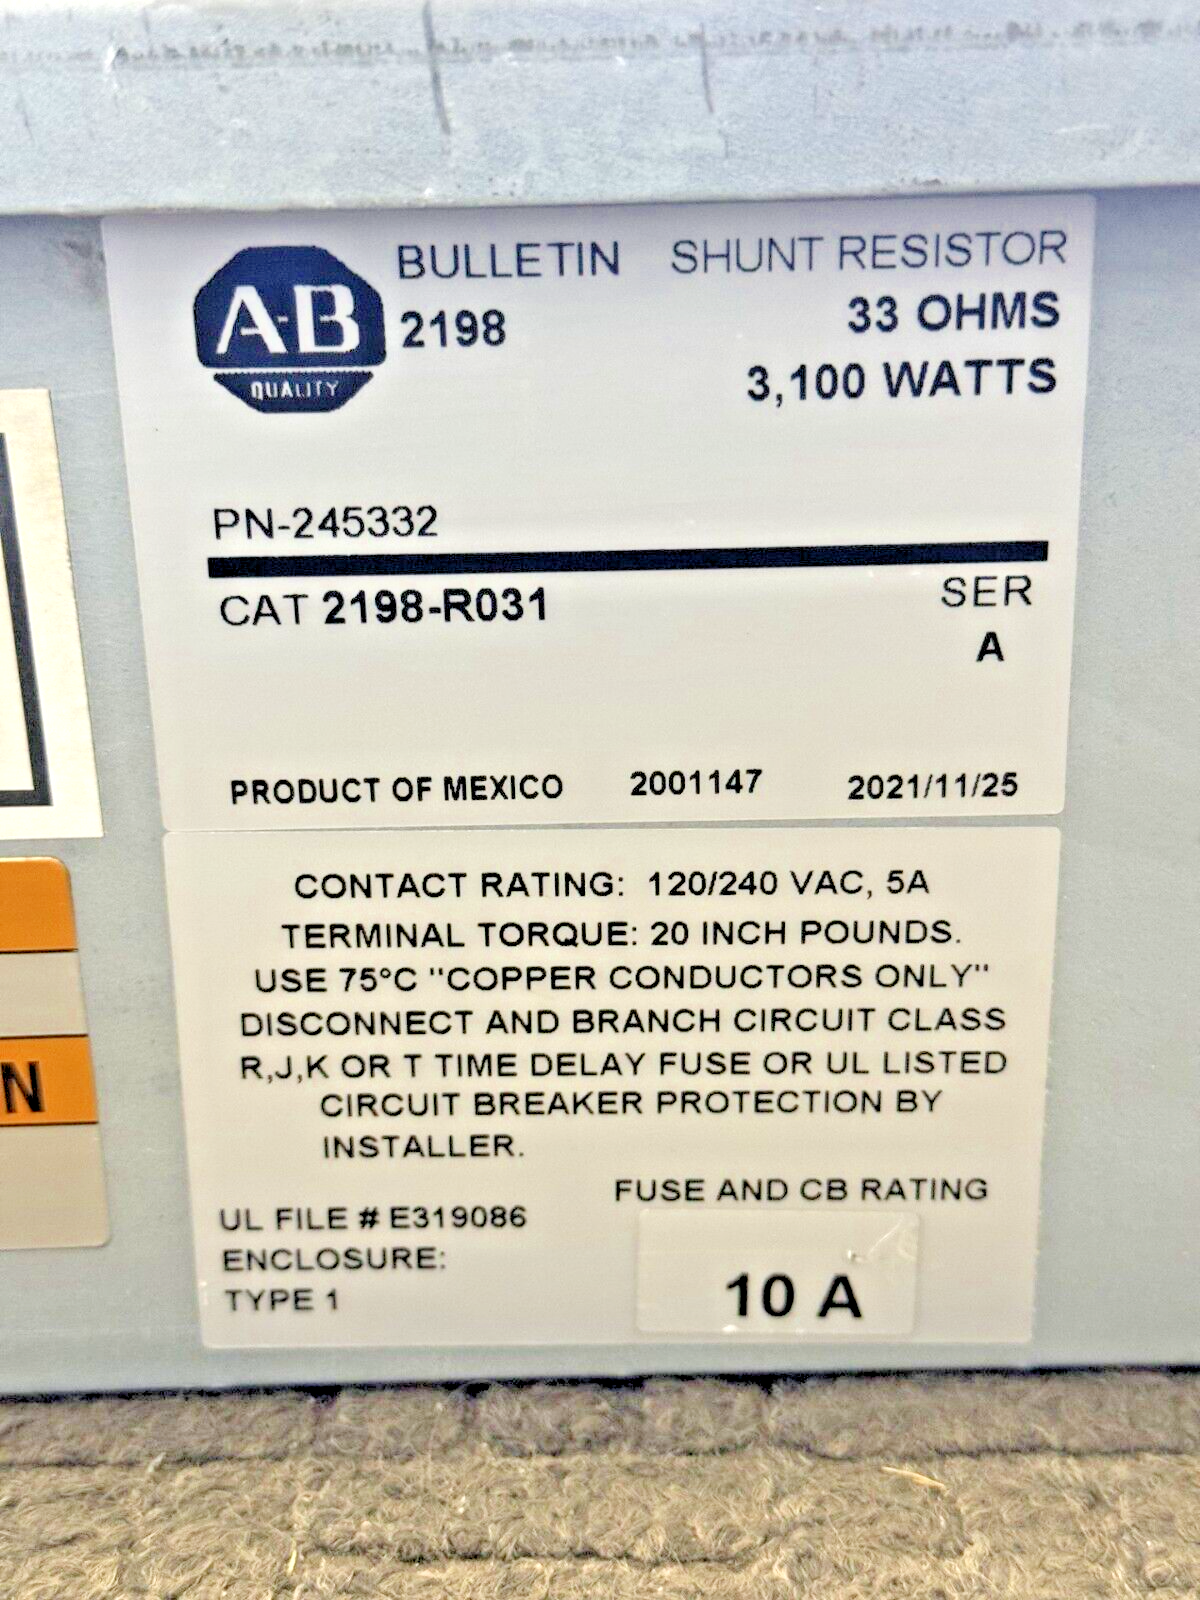 A-B
QUALITY
BULLETIN
2198
SHUNT RESISTOR
33 OHMS
3,100 WATTS
PN-245332
CAT 2198-R031
SER
A
PRODUCT OF MEXICO 2001147 2021/11/25
CONTACT RATING: 120/240 VAC, 5A
TERMINAL TORQUE: 20 INCH POUNDS.
USE 75°C "COPPER CONDUCTORS ONLY"
DISCONNECT AND BRANCH CIRCUIT CLASS
R,J,K OR T TIME DELAY FUSE OR UL LISTED
CIRCUIT BREAKER PROTECTION BY
INSTALLER.
FUSE AND CB RATING
10 A
UL FILE # E319086
ENCLOSURE:
TYPE 1
N